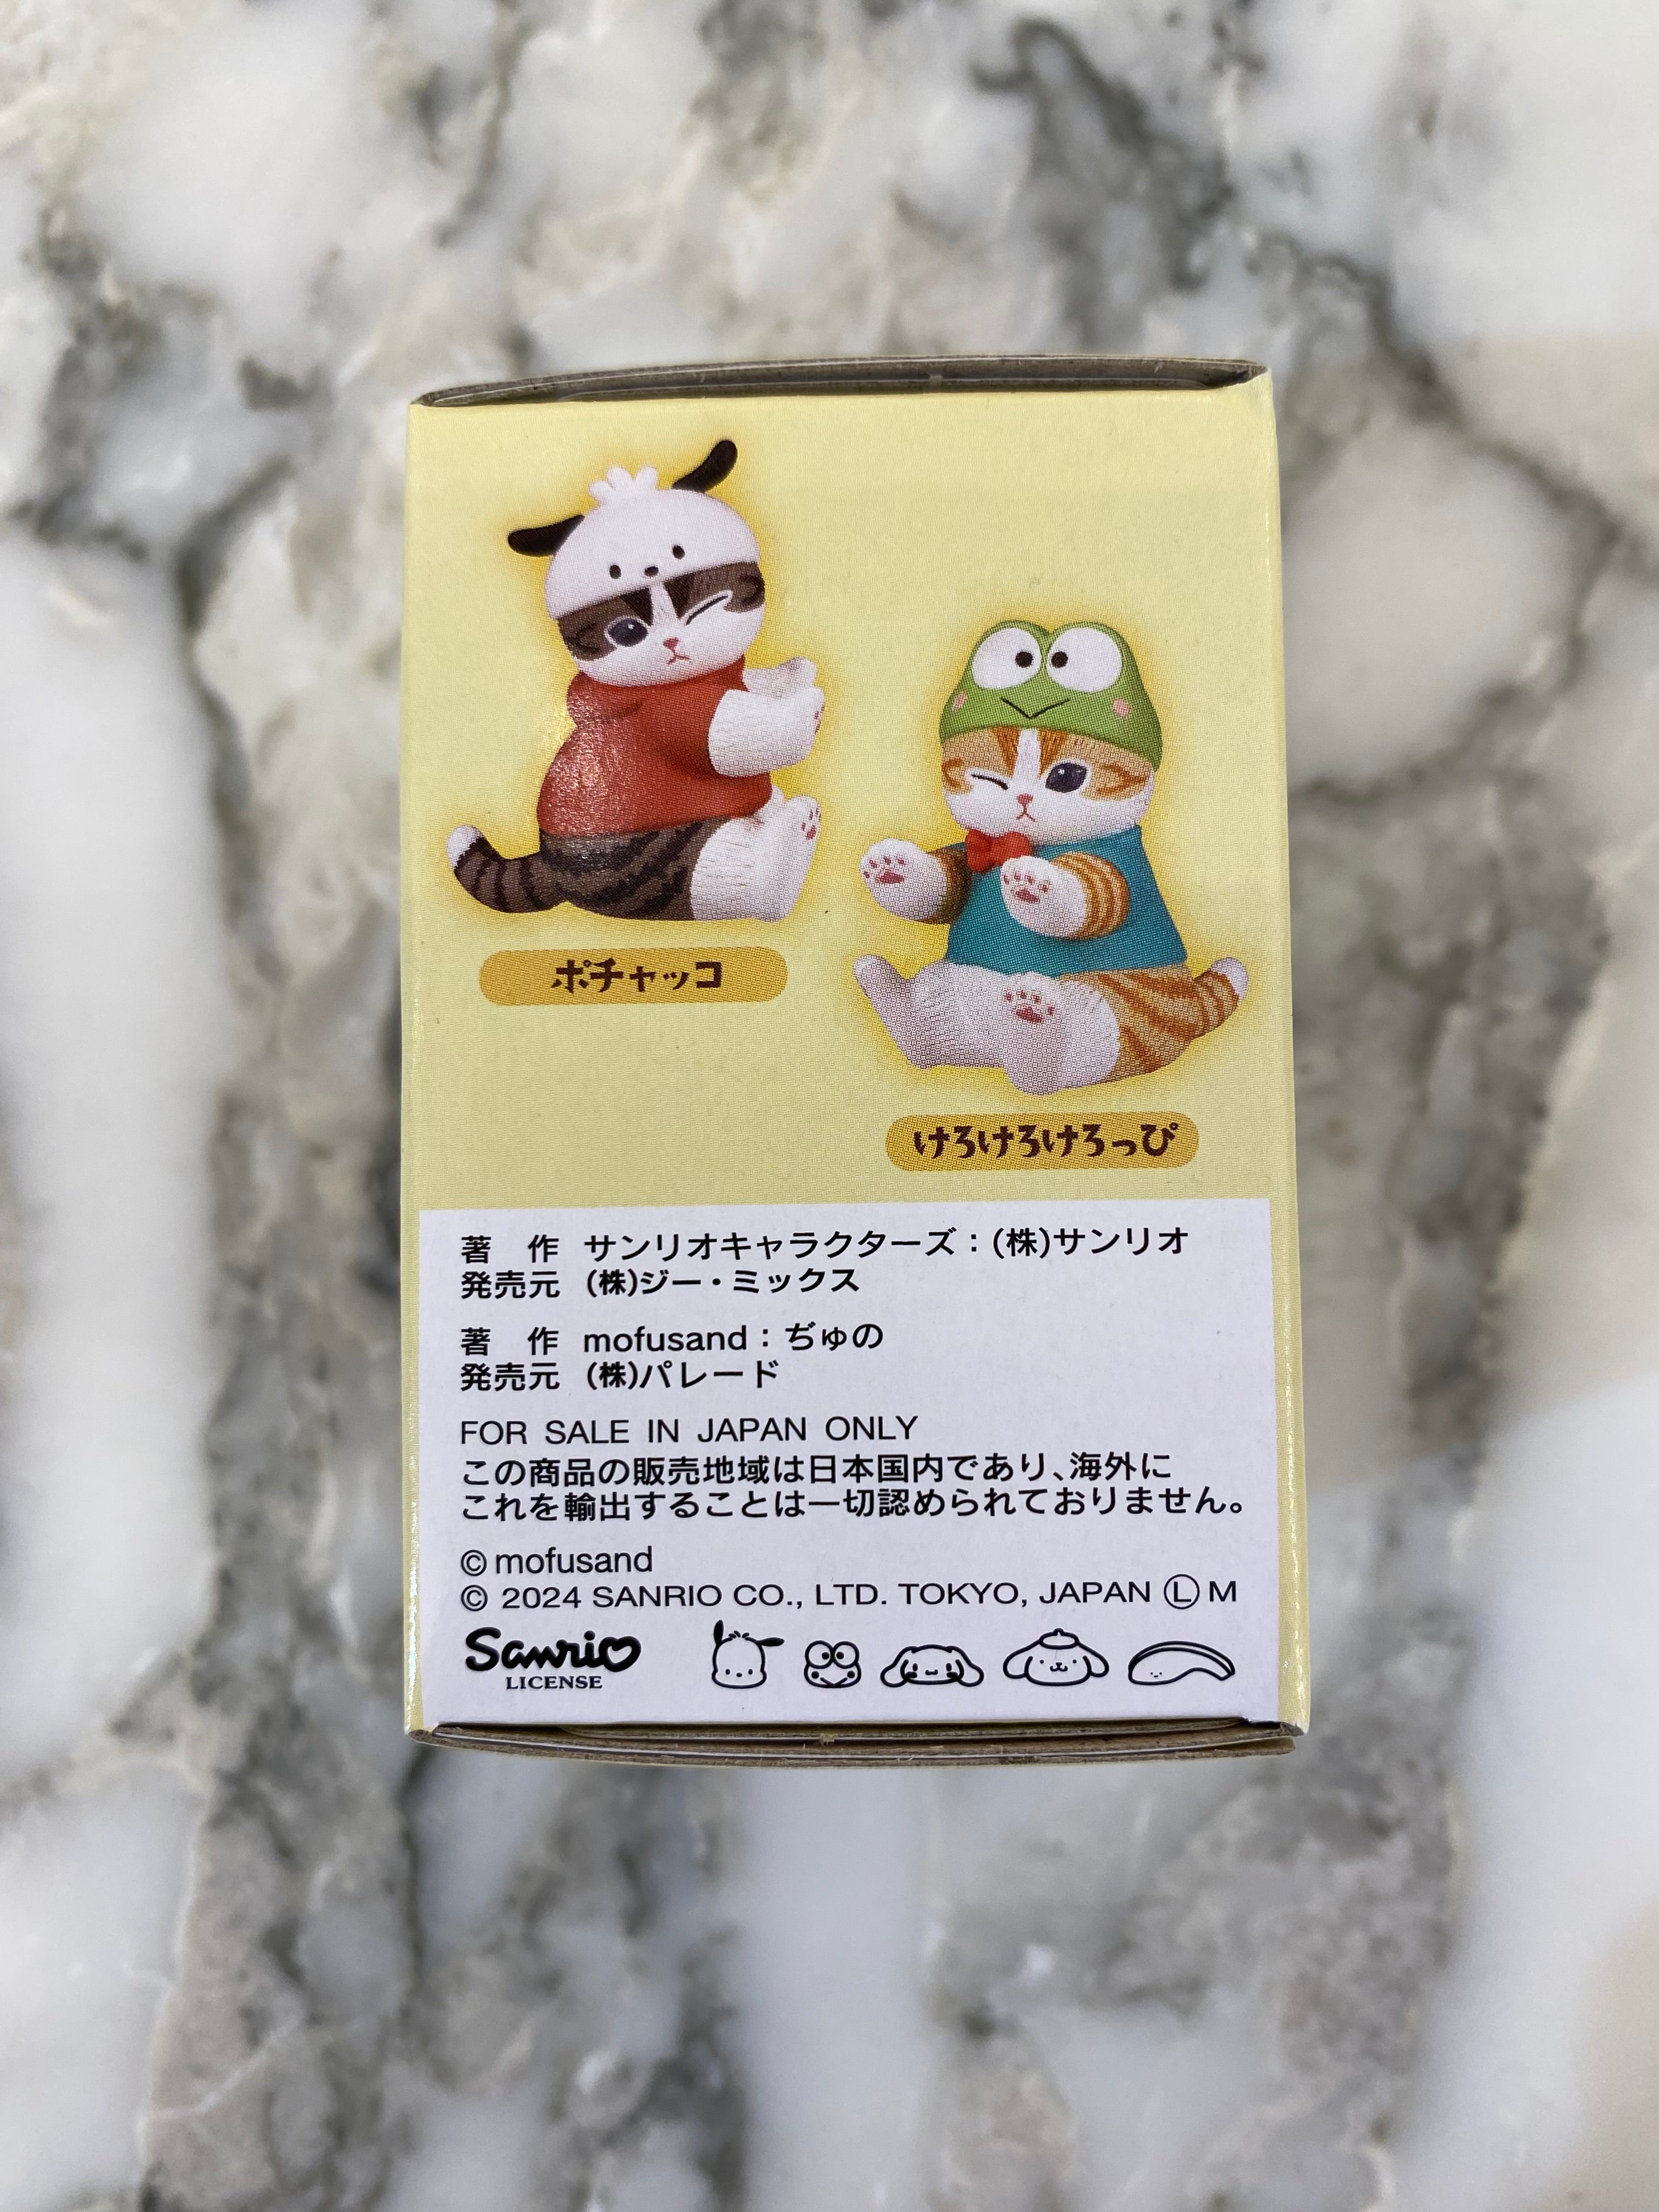 ポチャッコ
けろけろけろっぴ
著　作 サンリオキャラクターズ：(株)サンリオ
発売元 (株)ジー・ミックス
著　作 mofusand：ぢゅの
発売元 (株)パレード
FOR SALE IN JAPAN ONLY
この商品の販売地域は日本国内であり､海外に
これを輸出することは一切認められておりません。
© mofusand
© 2024 SANRIO CO., LTD. TOKYO, JAPAN Ⓛ M
Sanrio
LICENSE